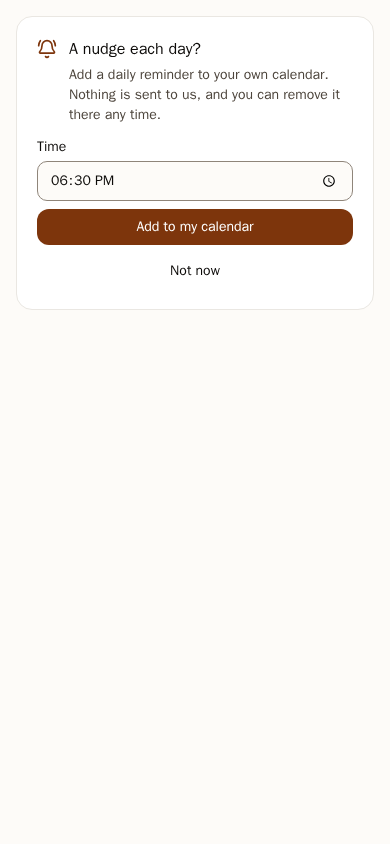 A nudge each day?
Add a daily reminder to your own calendar.
Nothing is sent to us, and you can remove it
there any time.
Time
06:30 PM
Add to my calendar
Not now